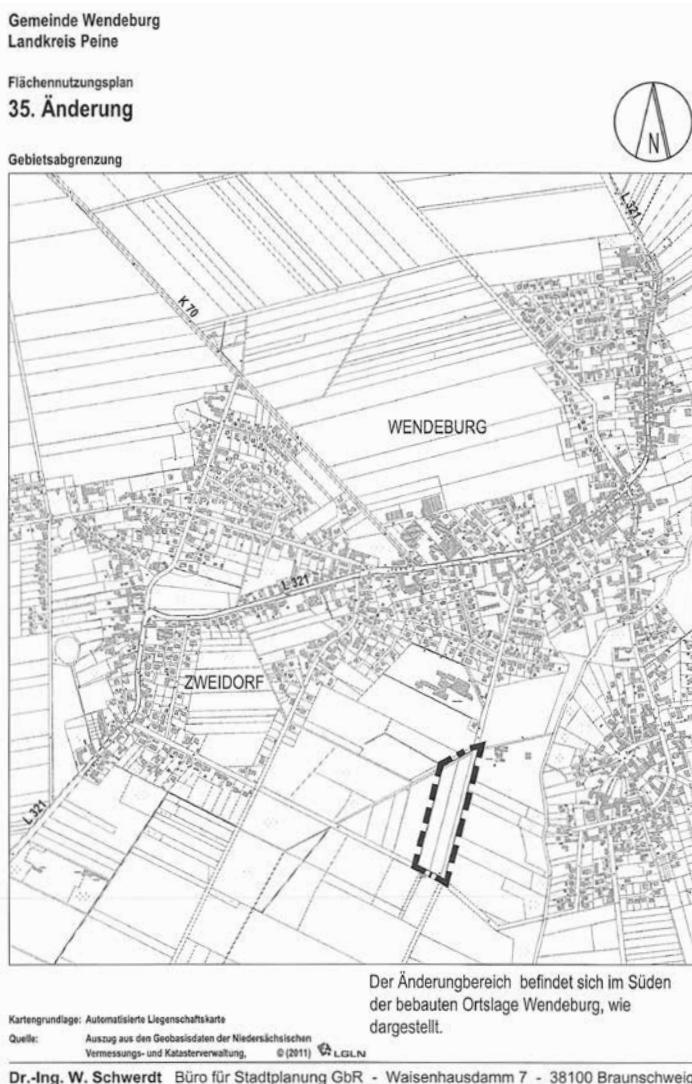 Gemeinde Wendeburg
Landkreis Peine
Flächennutzungsplan
35. Änderung
N
Gebietsabgrenzung
L 321
K 70
WENDEBURG
L 321
ZWEIDORF
L 321
Der Änderungbereich befindet sich im Süden
der bebauten Ortslage Wendeburg, wie
dargestellt.
Kartengrundlage: Automatisierte Liegenschaftskarte
Quelle: Auszug aus den Geobasisdaten der Niedersächsischen
Vermessungs- und Katasterverwaltung, © (2011) LGLN
Dr.-Ing. W. Schwerdt Büro für Stadtplanung GbR - Waisenhausdamm 7 - 38100 Braunschweig